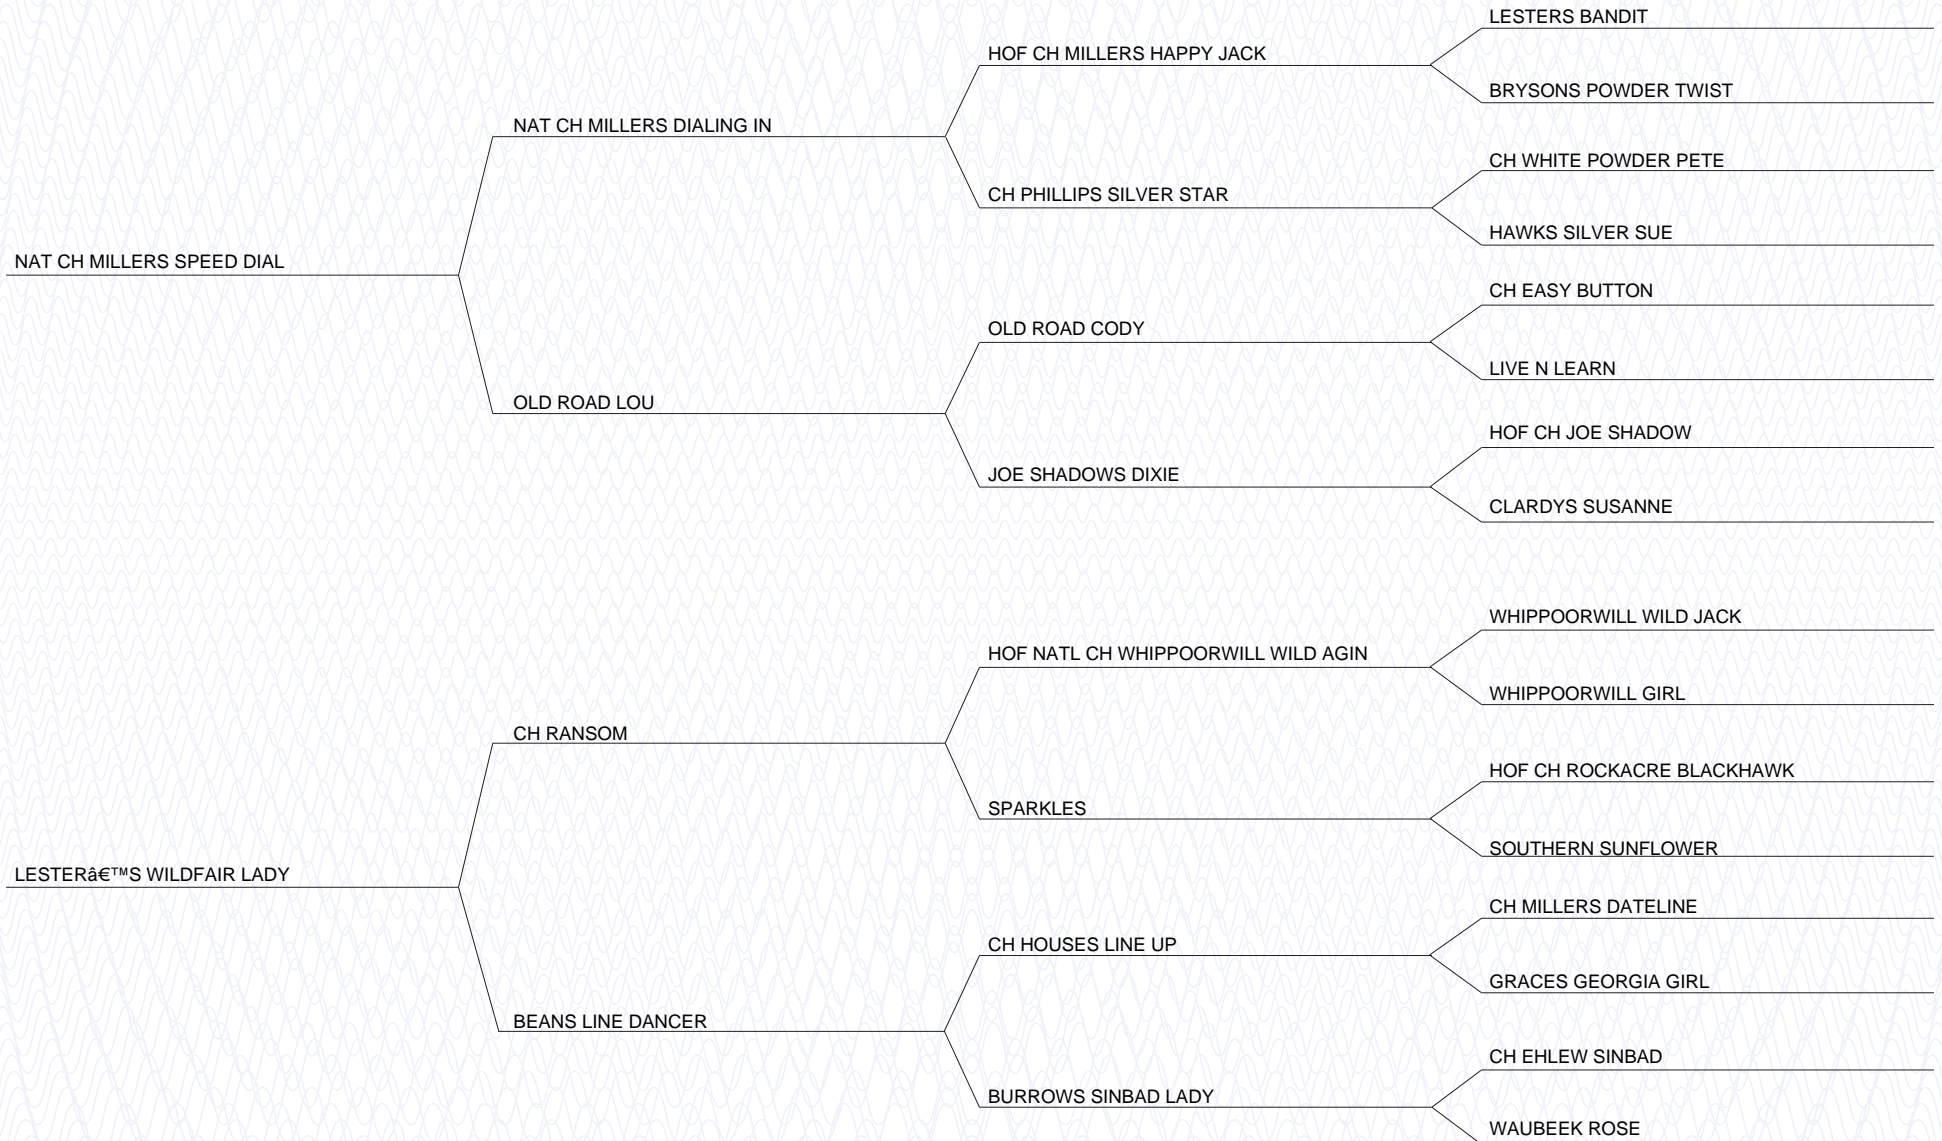 LESTERS BANDIT
HOF CH MILLERS HAPPY JACK
BRYSONS POWDER TWIST
NAT CH MILLERS DIALING IN
CH WHITE POWDER PETE
CH PHILLIPS SILVER STAR
HAWKS SILVER SUE
NAT CH MILLERS SPEED DIAL
CH EASY BUTTON
OLD ROAD CODY
LIVE N LEARN
OLD ROAD LOU
HOF CH JOE SHADOW
JOE SHADOWS DIXIE
CLARDYS SUSANNE
WHIPPOORWILL WILD JACK
HOF NATL CH WHIPPOORWILL WILD AGIN
WHIPPOORWILL GIRL
CH RANSOM
HOF CH ROCKACRE BLACKHAWK
SPARKLES
SOUTHERN SUNFLOWER
LESTER’S WILDFAIR LADY
CH MILLERS DATELINE
CH HOUSES LINE UP
GRACES GEORGIA GIRL
BEANS LINE DANCER
CH EHLEW SINBAD
BURROWS SINBAD LADY
WAUBEEK ROSE